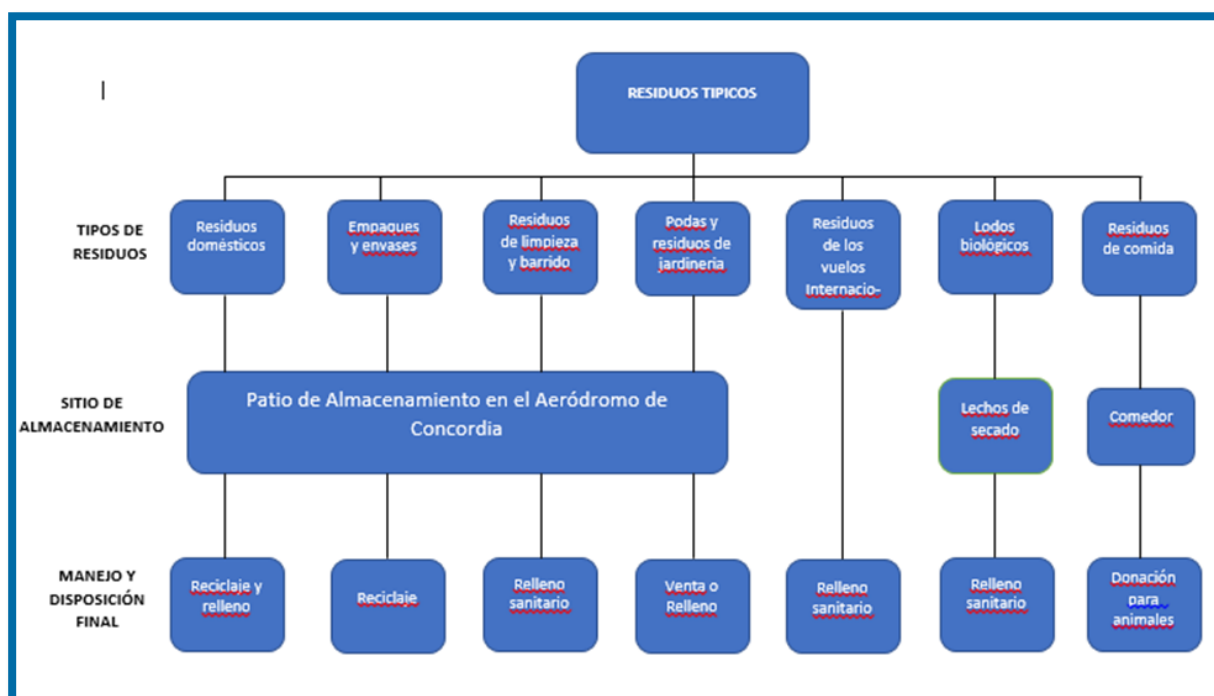 RESIDUOS TIPICOS
TIPOS DE
RESIDUOS
Residuos
domésticos
Empaques
y envases
Residuos
de limpieza
y barrido
Podas y
residuos de
jardinería
Residuos
de los
vuelos
Internacio-
Lodos
biológicos
Residuos
de comida
SITIO DE
ALMACENAMIENTO
Patio de Almacenamiento en el Aeródromo de
Concordia
Lechos de
secado
Comedor
MANEJO Y
DISPOSICIÓN
FINAL
Reciclaje y
relleno
Reciclaje
Relleno
sanitario
Venta o
Relleno
Relleno
sanitario
Relleno
sanitario
Donación
para
animales